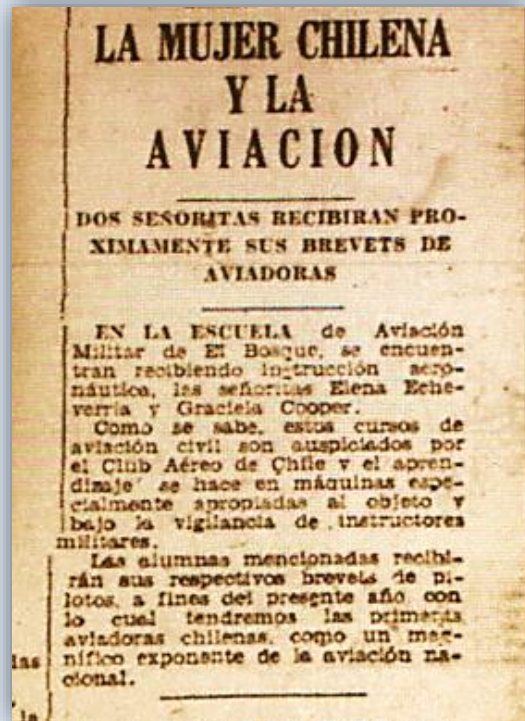 LA MUJER CHILENA
Y LA
AVIACION
DOS SEÑORITAS RECIBIRAN PRO-
XIMAMENTE SUS BREVETS DE
AVIADORAS
EN LA ESCUELA de Aviación
Militar de El Bosque, se encuen-
tran recibiendo instrucción aero-
náutica, las señoritas Elena Eche-
verría y Graciela Cooper.
Como se sabe, estos cursos de
aviación civil son auspiciados por
el Club Aéreo de Chile y el apren-
dizaje se hace en máquinas espe-
cialmente apropiadas al objeto y
bajo la vigilancia de instructores
militares.
Las alumnas mencionadas recibi-
rán sus respectivos brevets de pi-
lotos, a fines del presente año, con
lo cual tendremos las primeras
aviadoras chilenas, como un mag-
nífico exponente de la aviación na-
cional.
las
la